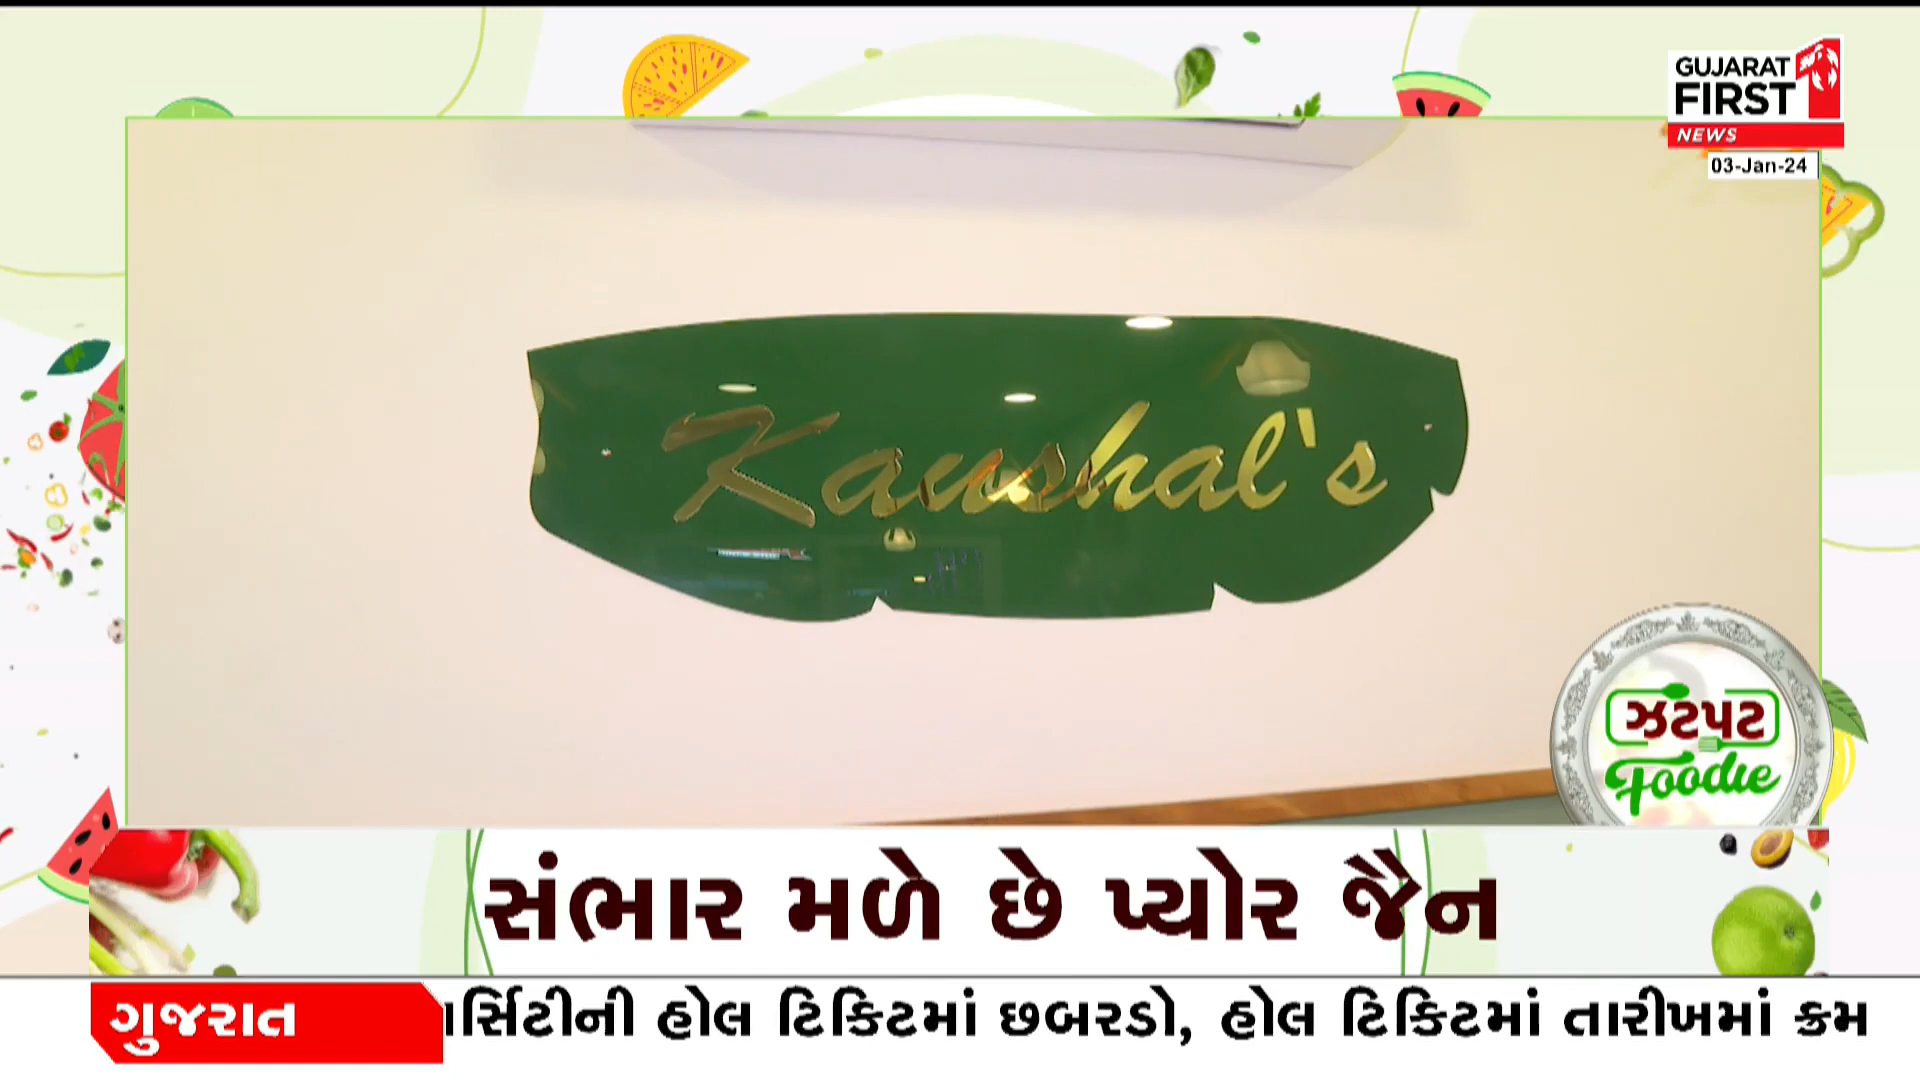 GUJARAT
FIRST
NEWS
03-Jan-24
Kaushal's
ઝટપટ
Foodie
સંભાર મળે છે પ્યોર જૈન
ગુજરાત
ર્સિટીની હોલ ટિકિટમાં છબરડો, હોલ ટિકિટમાં તારીખમાં ક્રમ